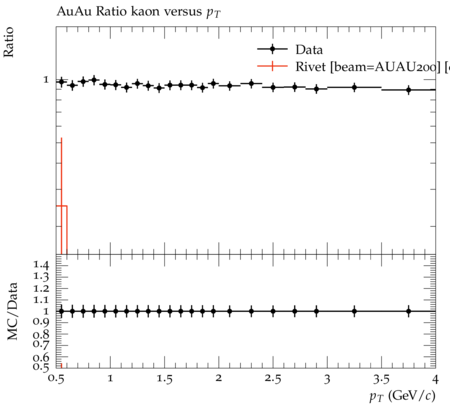 AuAu Ratio kaon versus p_T
Ratio
Data
Rivet [beam=AUAU200] [
1
MC/Data
1.4
1.3
1.2
1.1
1
0.9
0.8
0.7
0.6
0.5
0.5 1 1.5 2 2.5 3 3.5 4
p_T (GeV/c)